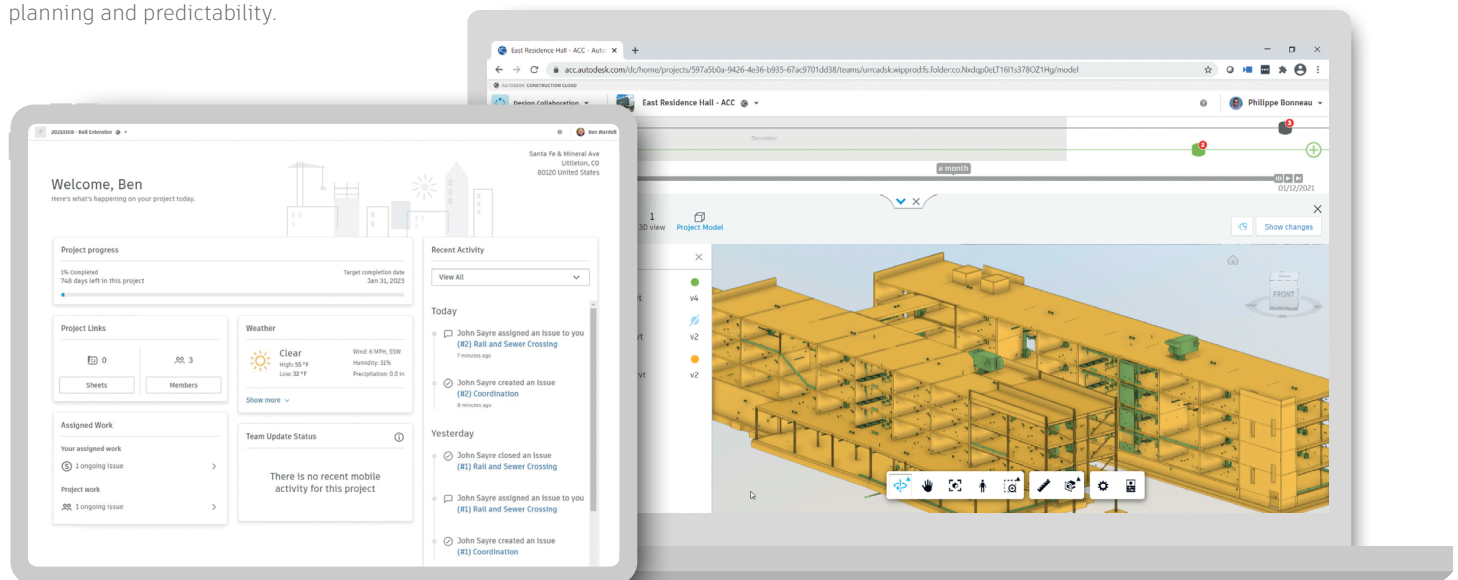 planning and predictability.
East Residence Hall - ACC - Auto
acc.autodesk.com/dc/home/projects/597a5b0a-9426-4e36-b935-67ac9701dd38/teams/urn:adsk.wipprod:fs.folder:co.Nxdqp0eLT16I1s378OZ1Hg/model
AUTODESK CONSTRUCTION CLOUD
Design Collaboration
East Residence Hall - ACC
Philippe Bonneau
December
3
2
a month
01/12/2021
1
3D view
Project Model
Show changes
v4
v2
vt
v2
FRONT
20210108 - Rail Extension
Ben Wardell
Santa Fe & Mineral Ave
Littleton, CO
80120 United States
Welcome, Ben
Here's what's happening on your project today.
Project progress
1% Completed
748 days left in this project
Target completion date
Jan 31, 2023
Project Links
0
3
Sheets
Members
Weather
Clear
High: 55 °F
Low: 32 °F
Wind: 6 MPH, SSW
Humidity: 31%
Precipitation: 0.0 in
Show more
Assigned Work
Your assigned work
1 ongoing issue
Project work
1 ongoing issue
Team Update Status
There is no recent mobile
activity for this project
Recent Activity
View All
Today
John Sayre assigned an issue to you
(#2) Rail and Sewer Crossing
7 minutes ago
John Sayre created an issue
(#2) Coordination
8 minutes ago
Yesterday
John Sayre closed an issue
(#1) Rail and Sewer Crossing
John Sayre assigned an issue to you
(#1) Rail and Sewer Crossing
John Sayre created an issue
(#1) Coordination